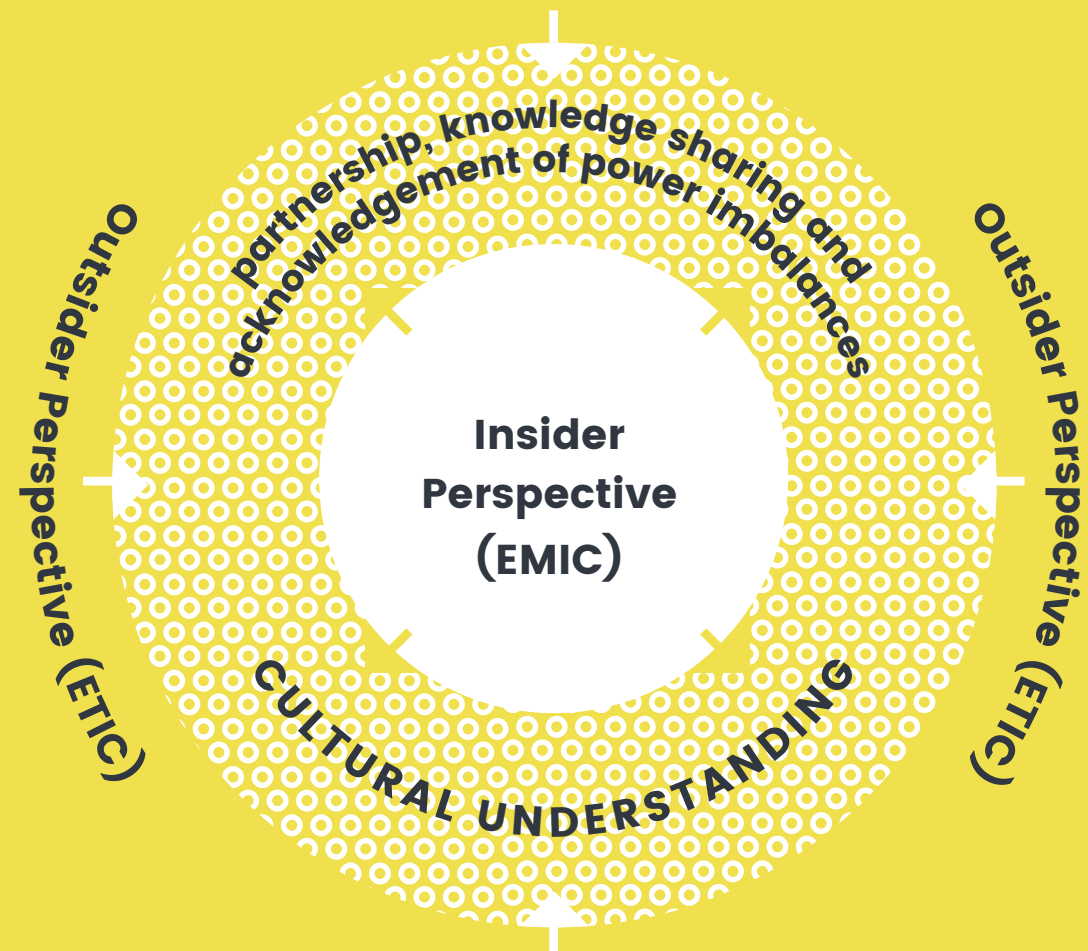 partnership, knowledge sharing and
acknowledgement of power imbalances
Outsider Perspective (ETIC)
Insider
Perspective
(EMIC)
Outsider Perspective (ETIC)
CULTURAL UNDERSTANDING